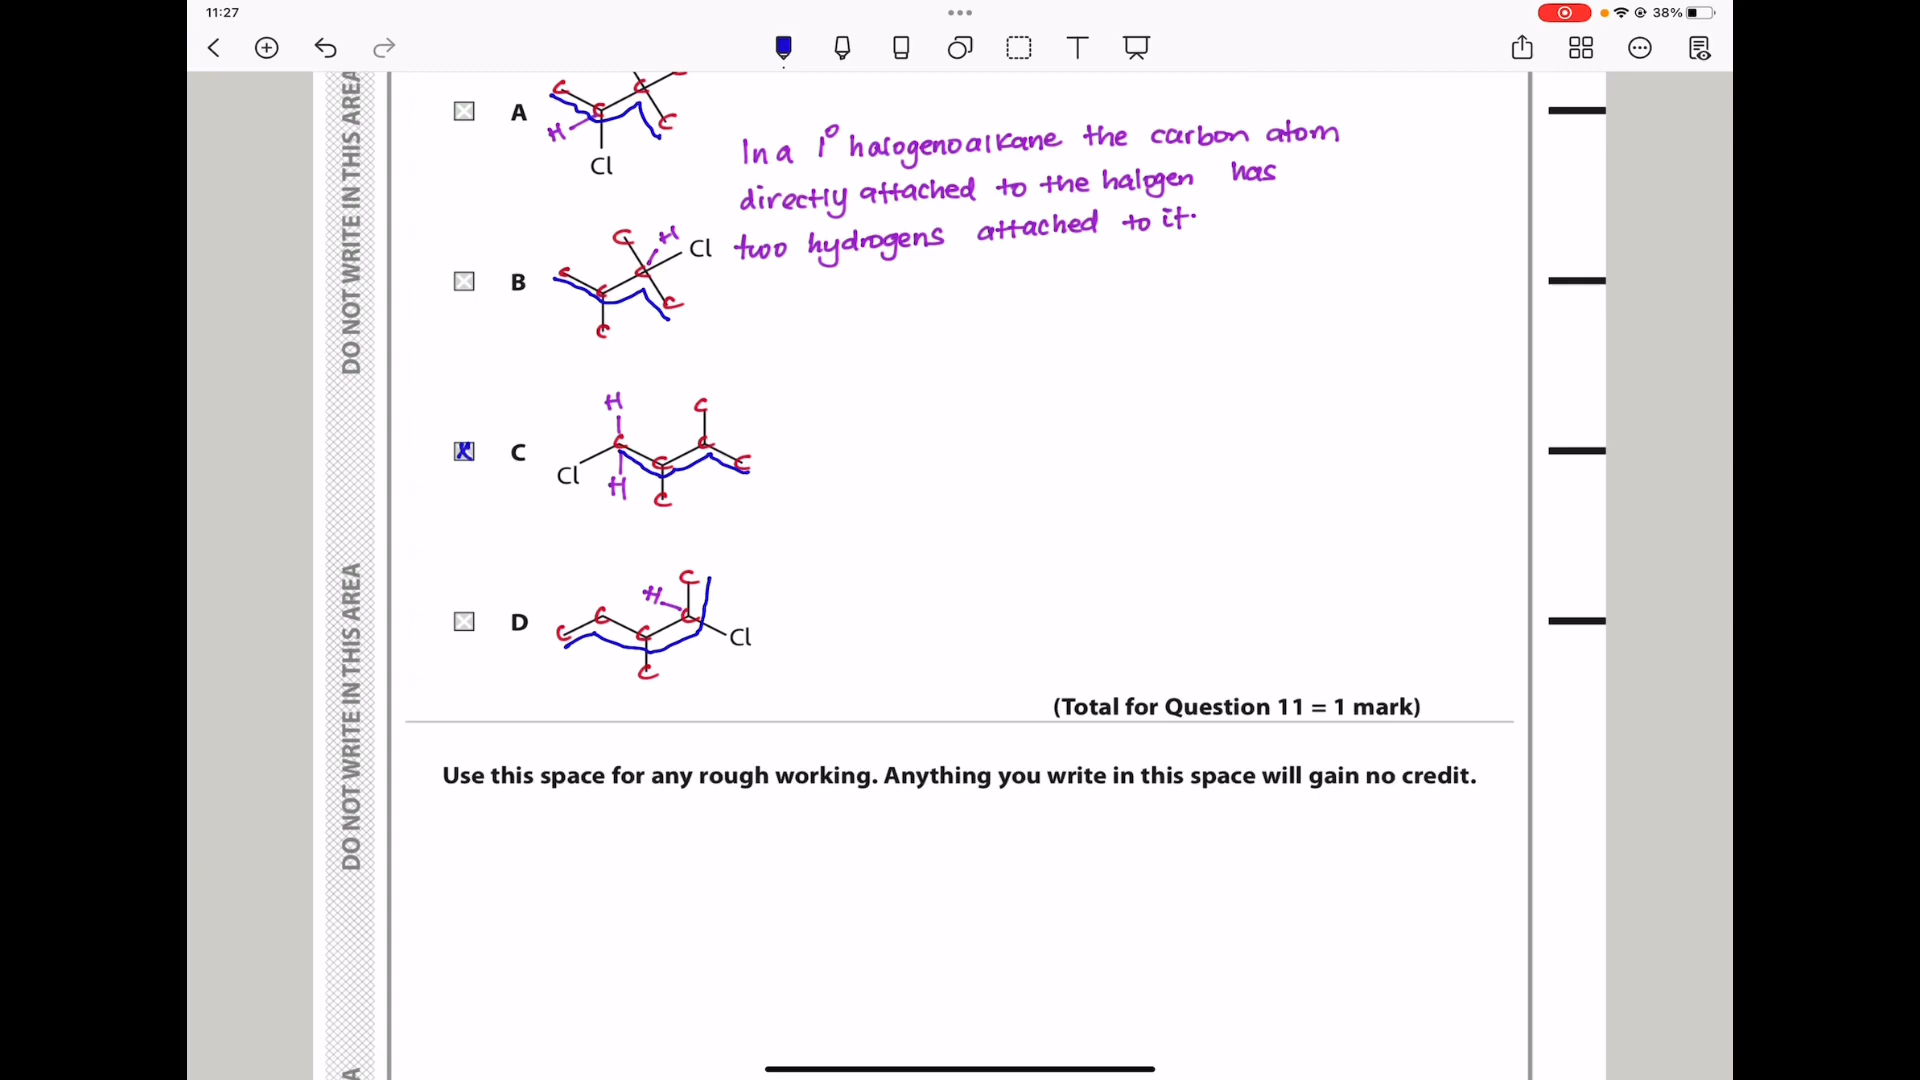 11:27
38%
DO NOT WRITE IN THIS AREA
A
C
C
C
C
C
H
Cl
In a 1° halogenoalkane the carbon atom
directly attached to the halogen has
two hydrogens attached to it.
B
C
H
Cl
C
C
C
C
C
X
C
H
C
C
C
C
C
Cl
H
C
DO NOT WRITE IN THIS AREA
D
C
H
C
C
C
C
Cl
C
(Total for Question 11 = 1 mark)
Use this space for any rough working. Anything you write in this space will gain no credit.
A